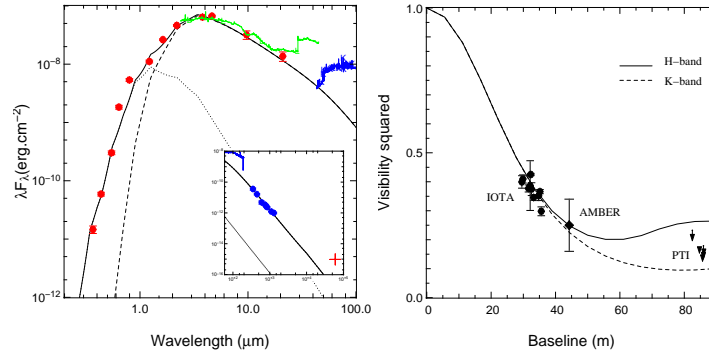 λFλ(erg.cm−2)
10−8
10−10
10−12
1.0
10.0
100.0
Wavelength (μm)
Visibility squared
1.0
0.5
0.0
H−band
K−band
IOTA
AMBER
PTI
0
20
40
60
80
Baseline (m)